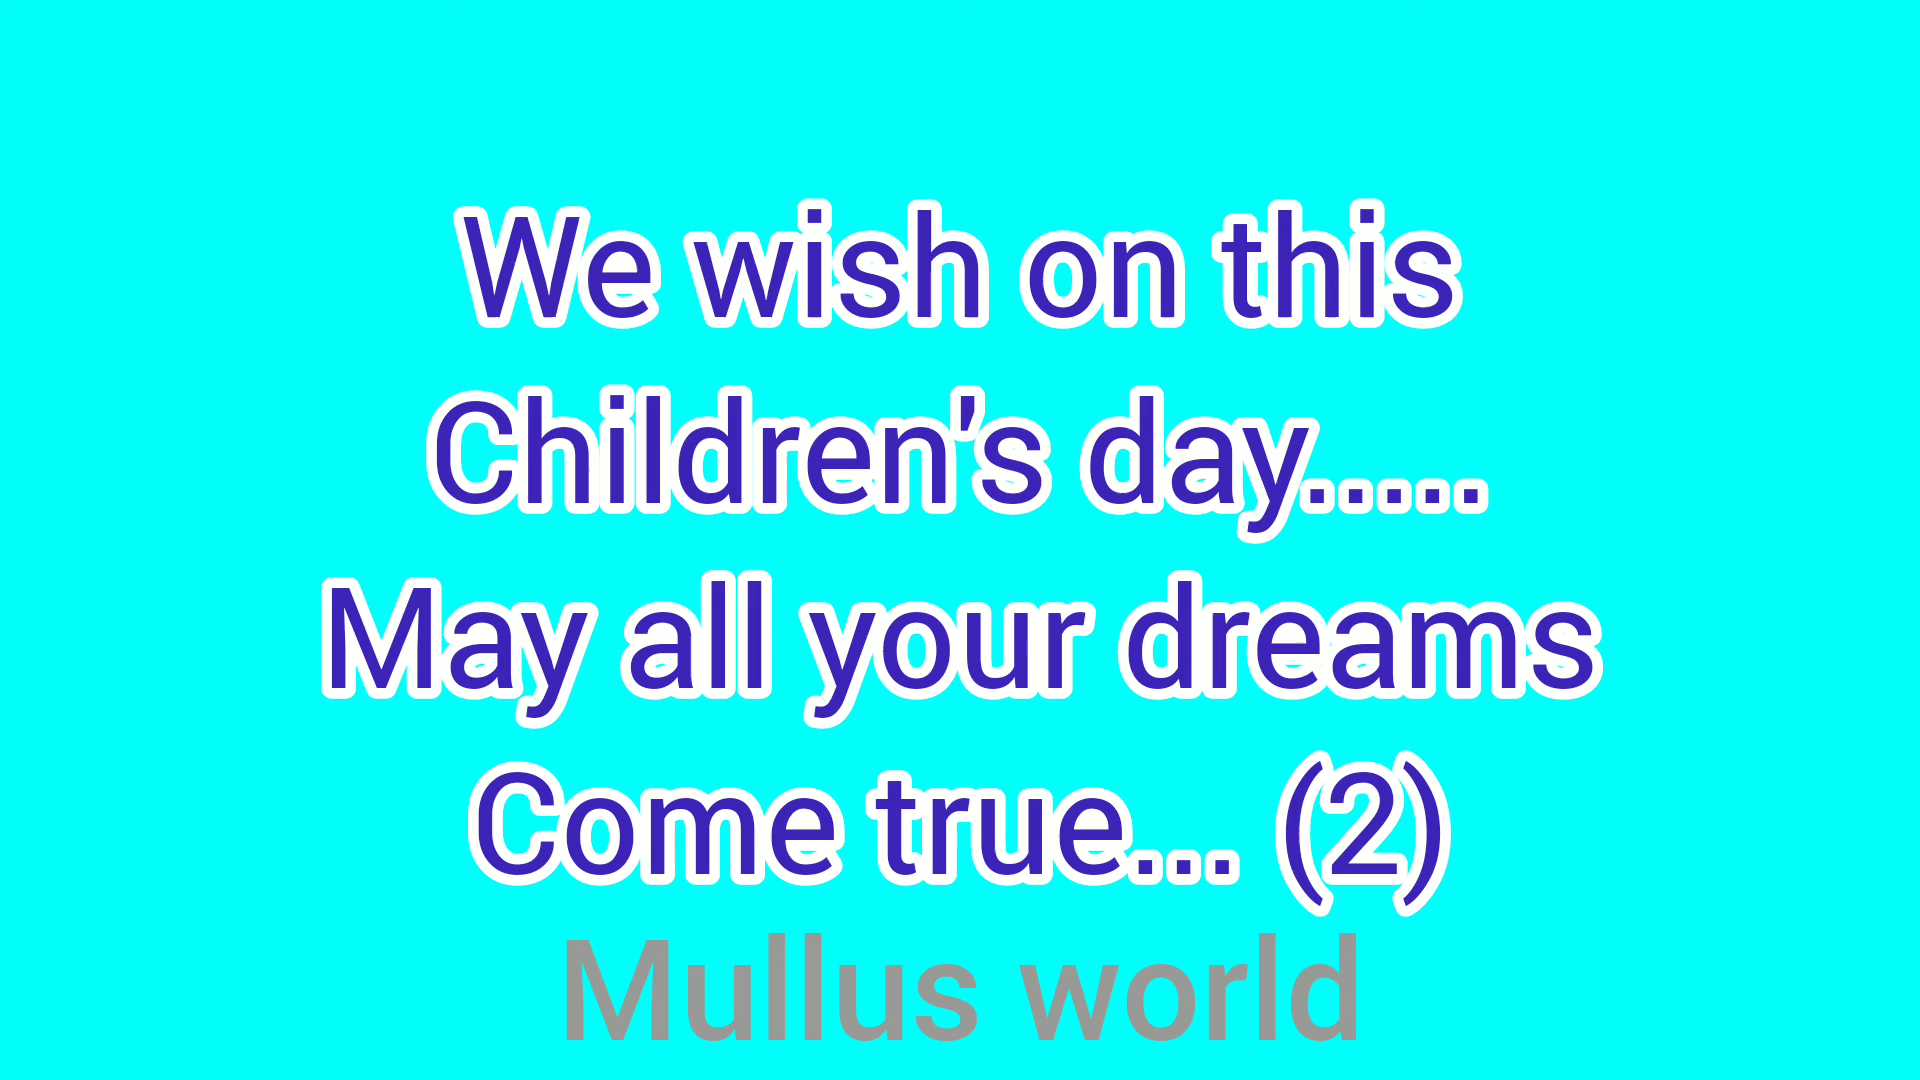 We wish on this
Children's day.....
May all your dreams
Come true... (2)
Mullus world